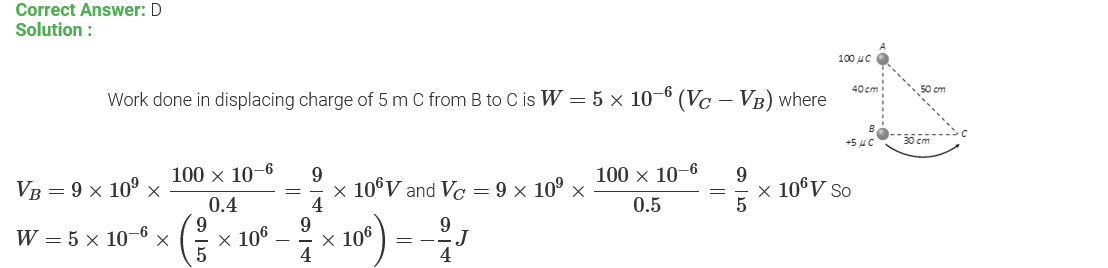 Correct Answer: D
Solution :
A
100 μC
40cm
50 cm
B
C
+5 μC
30 cm
Work done in displacing charge of 5 m C from B to C is W = 5 × 10⁻⁶ (V_C − V_B) where
V_B = 9 × 10⁹ × (100 × 10⁻⁶)/0.4 = 9/4 × 10⁶V and V_C = 9 × 10⁹ × (100 × 10⁻⁶)/0.5 = 9/5 × 10⁶V So
W = 5 × 10⁻⁶ × (9/5 × 10⁶ − 9/4 × 10⁶) = −9/4 J